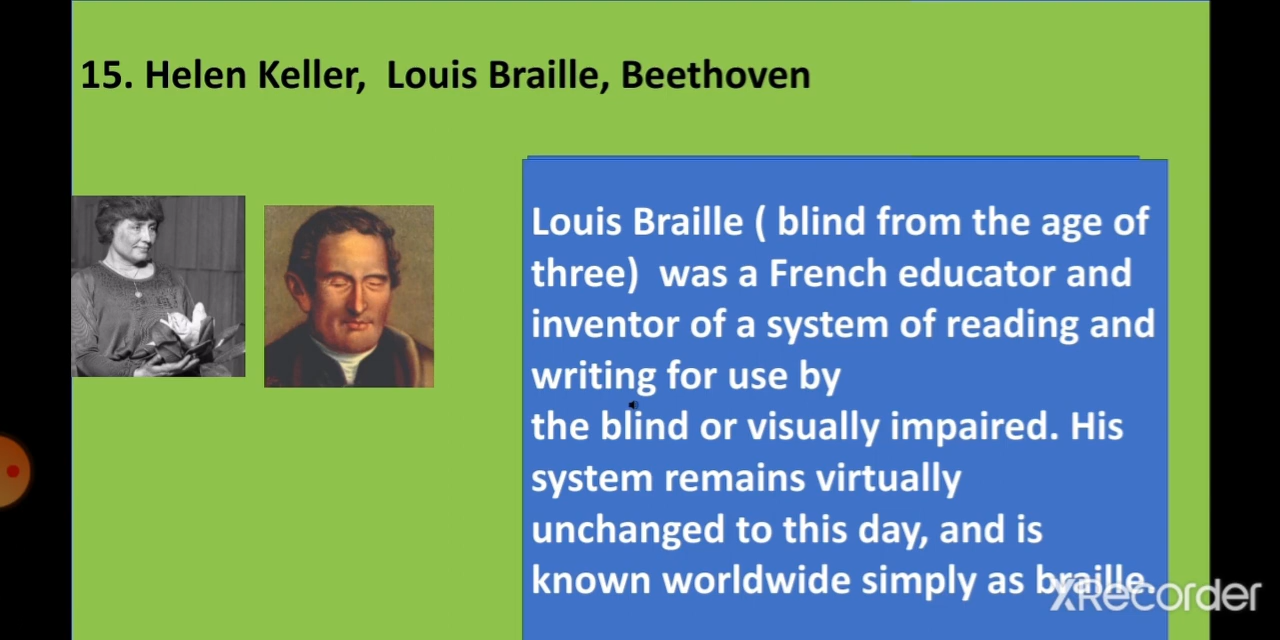 15. Helen Keller,  Louis Braille, Beethoven
Louis Braille ( blind from the age of
three)  was a French educator and
inventor of a system of reading and
writing for use by
the blind or visually impaired. His
system remains virtually
unchanged to this day, and is
known worldwide simply as braille.
XRecorder